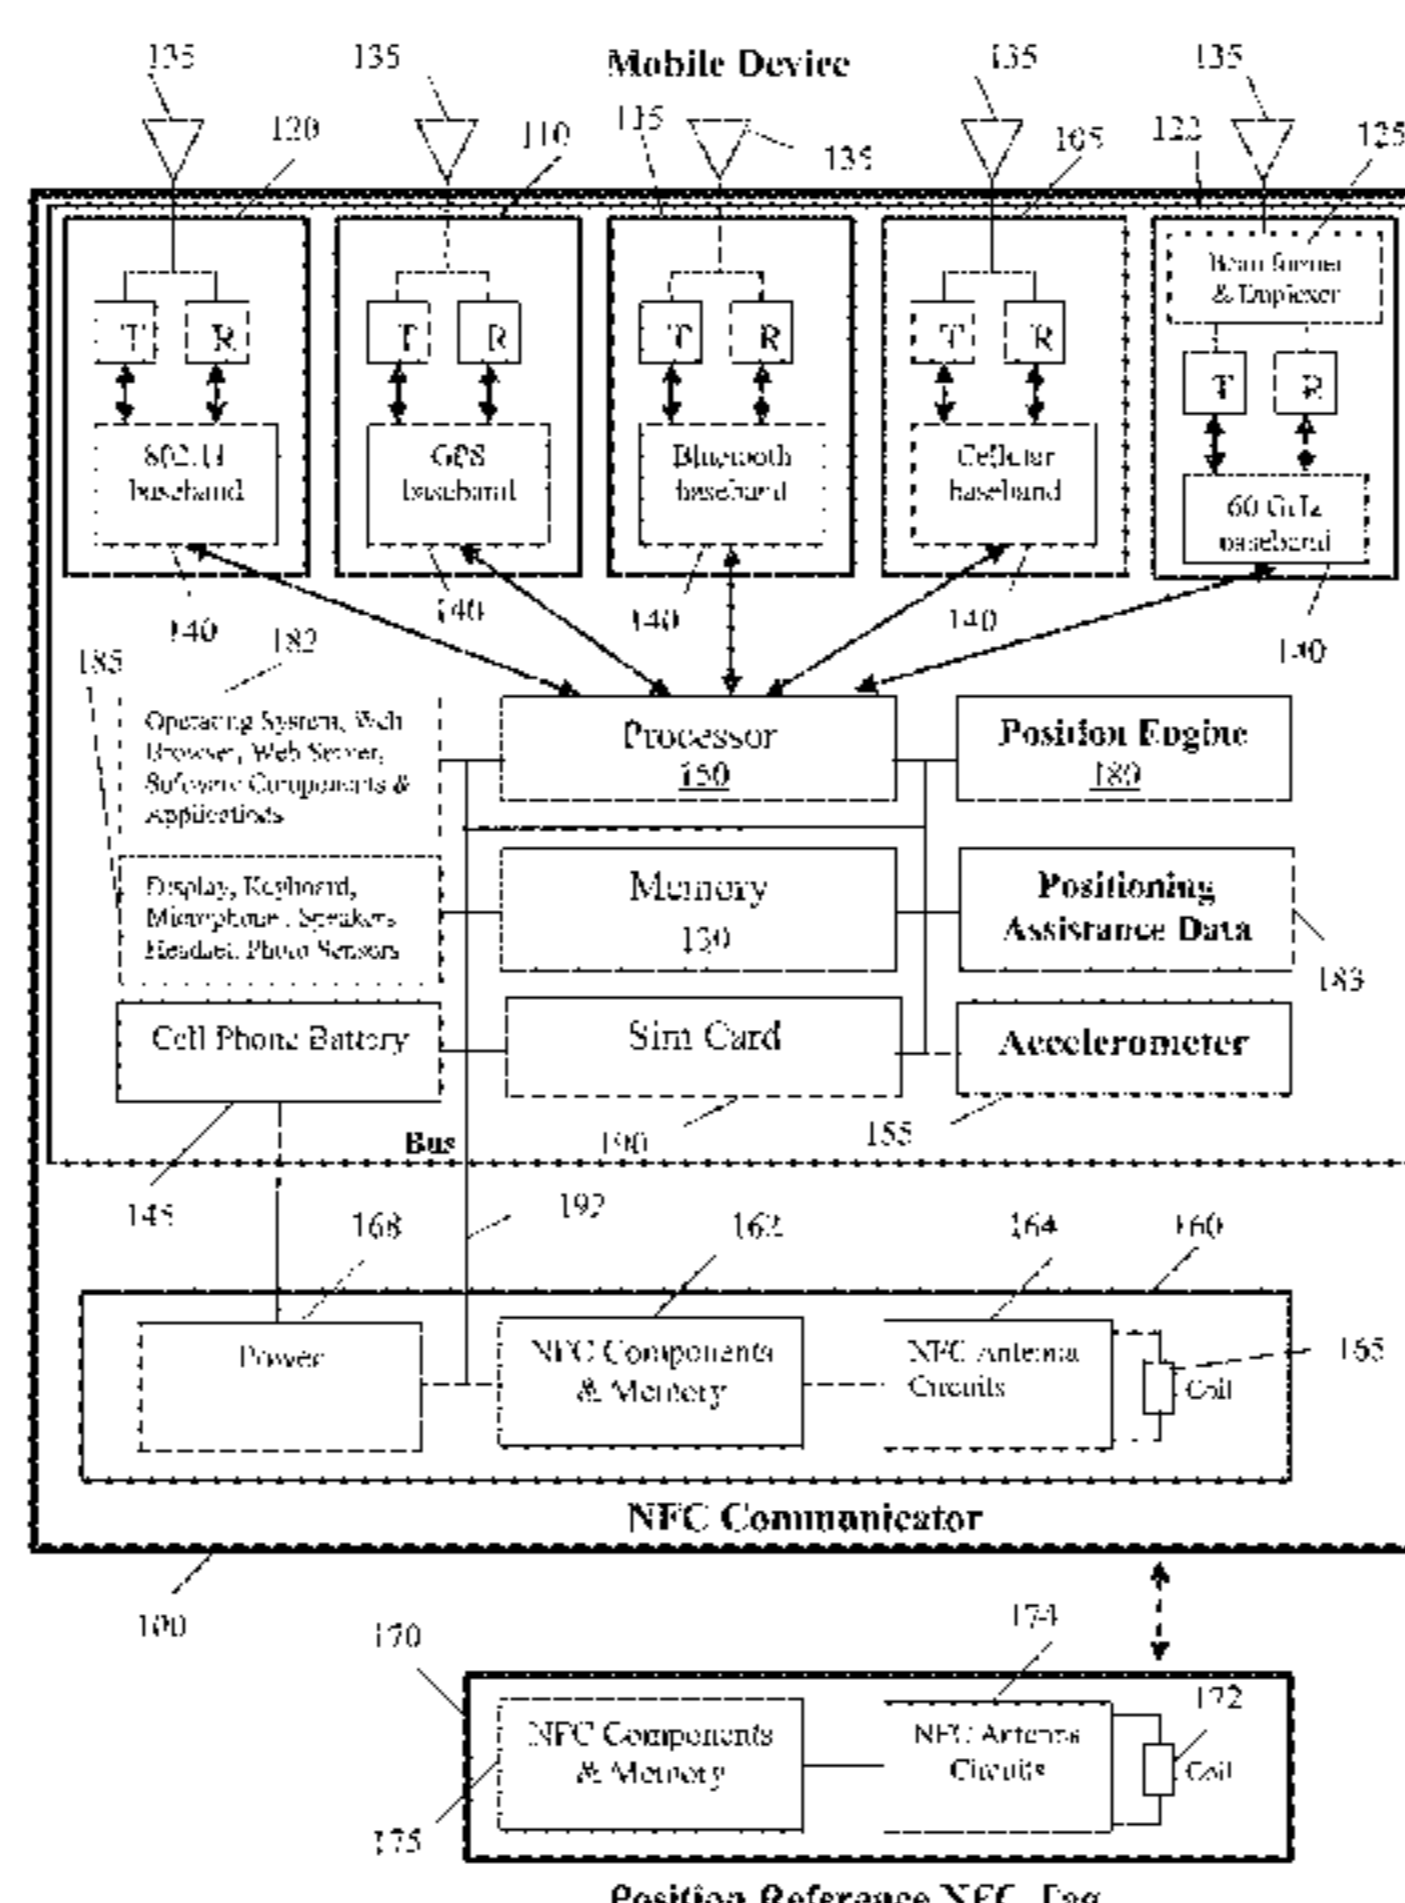 Mobile Device
135
135
135
135
135
120
110
115
105
122
125
T
R
802.11
baseband
140
T
R
GPS
baseband
140
T
R
Bluetooth
baseband
140
T
R
Cellular
baseband
140
Beam former
& Duplexer
T
R
60 GHz
baseband
140
185
182
Operating System, Web
Browser, Web Server,
Software Components &
Applications
Processor
150
Position Engine
180
Display, Keyboard,
Microphone, Speakers
Headset, Photo Sensors
Memory
130
Positioning
Assistance Data
183
Cell Phone Battery
Sim Card
Accelerometer
Bus
190
155
145
168
192
162
164
160
Power
NFC Components
& Memory
NFC Antenna
Circuits
Coil
165
NFC Communicator
100
170
174
172
NFC Components
& Memory
NFC Antenna
Circuits
Coil
175
Position Reference NFC Tag